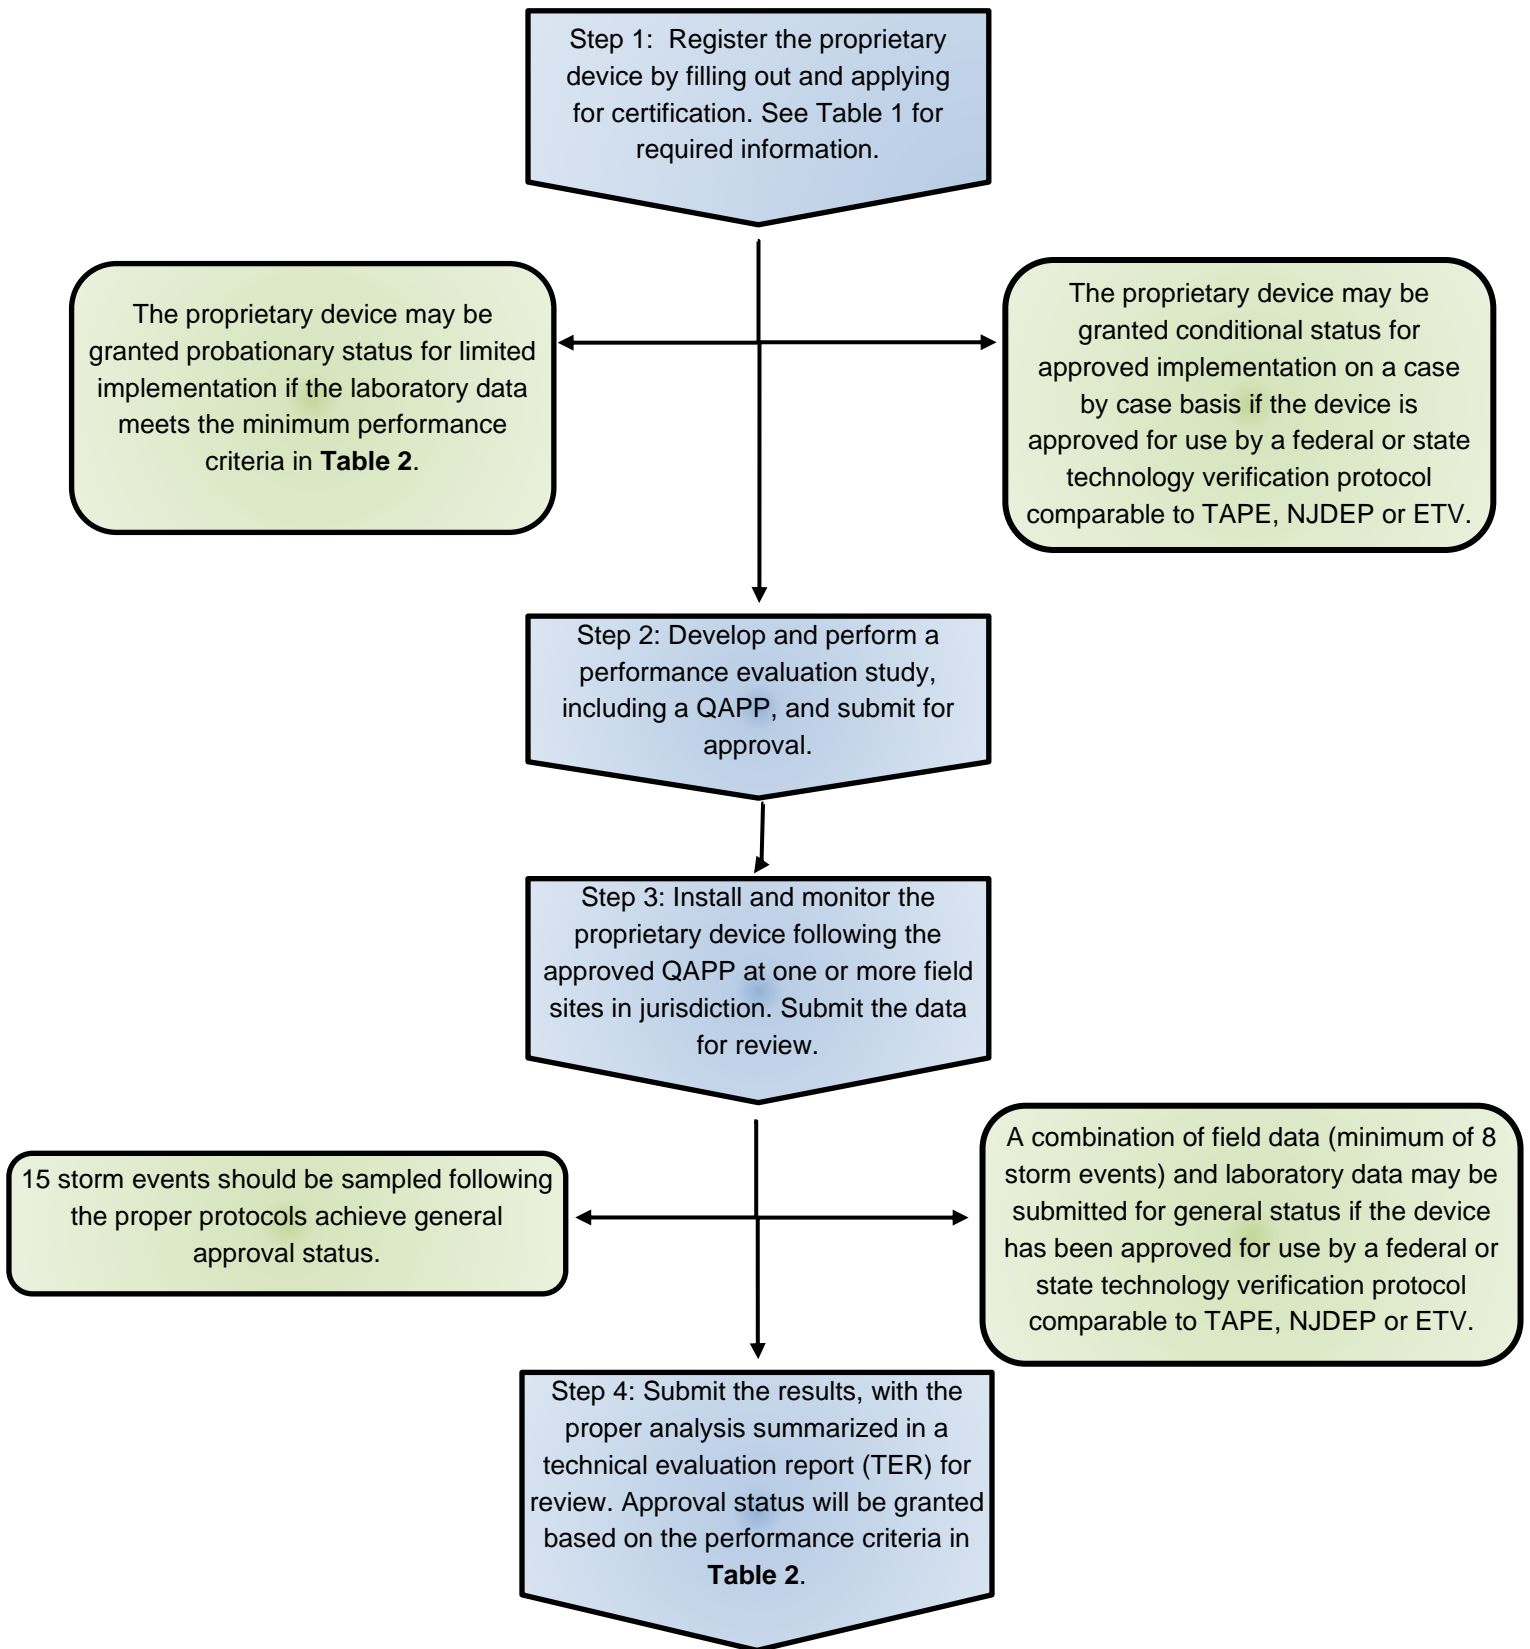 Step 1:  Register the proprietary
device by filling out and applying
for certification. See Table 1 for
required information.
The proprietary device may be
granted probationary status for limited
implementation if the laboratory data
meets the minimum performance
criteria in Table 2.
The proprietary device may be
granted conditional status for
approved implementation on a case
by case basis if the device is
approved for use by a federal or state
technology verification protocol
comparable to TAPE, NJDEP or ETV.
Step 2: Develop and perform a
performance evaluation study,
including a QAPP, and submit for
approval.
Step 3: Install and monitor the
proprietary device following the
approved QAPP at one or more field
sites in jurisdiction. Submit the data
for review.
15 storm events should be sampled following
the proper protocols achieve general
approval status.
A combination of field data (minimum of 8
storm events) and laboratory data may be
submitted for general status if the device
has been approved for use by a federal or
state technology verification protocol
comparable to TAPE, NJDEP or ETV.
Step 4: Submit the results, with the
proper analysis summarized in a
technical evaluation report (TER) for
review. Approval status will be granted
based on the performance criteria in
Table 2.